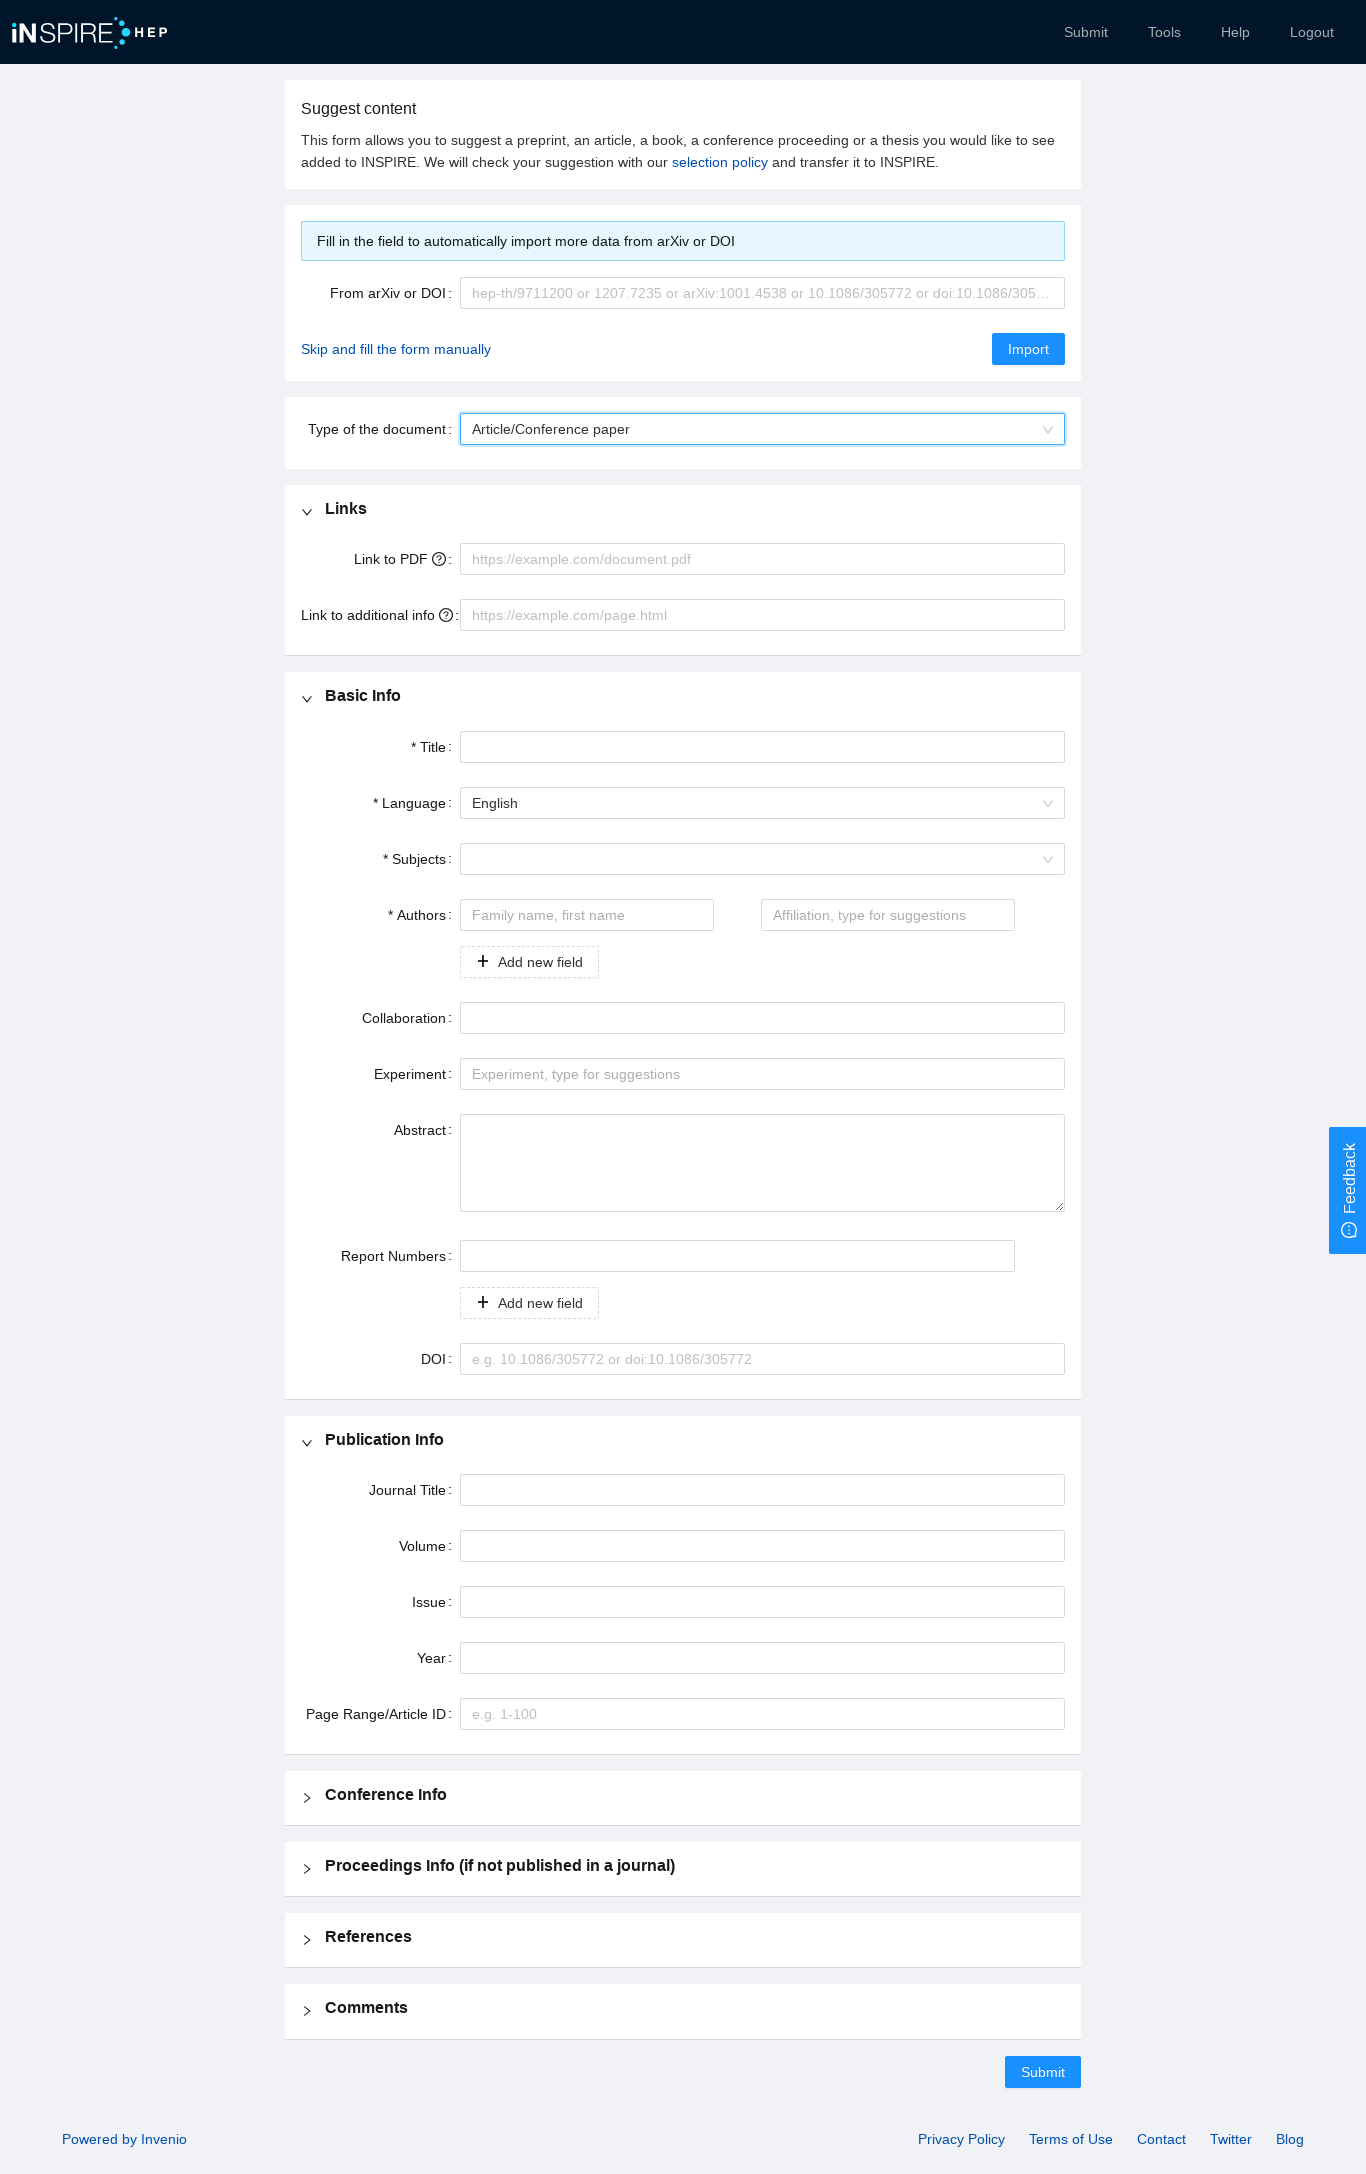 iNSPIRE HEP Submit Tools Help Logout
Suggest content
This form allows you to suggest a preprint, an article, a book, a conference proceeding or a thesis you would like to see
added to INSPIRE. We will check your suggestion with our selection policy and transfer it to INSPIRE.
Fill in the field to automatically import more data from arXiv or DOI
From arXiv or DOI : hep-th/9711200 or 1207.7235 or arXiv:1001.4538 or 10.1086/305772 or doi:10.1086/305…
Skip and fill the form manually Import
Type of the document : Article/Conference paper
Links
Link to PDF : https://example.com/document.pdf
Link to additional info : https://example.com/page.html
Basic Info
* Title :
* Language : English
* Subjects :
* Authors : Family name, first name Affiliation, type for suggestions
+ Add new field
Collaboration :
Experiment : Experiment, type for suggestions
Abstract :
Feedback
Report Numbers :
+ Add new field
DOI : e.g. 10.1086/305772 or doi:10.1086/305772
Publication Info
Journal Title :
Volume :
Issue :
Year :
Page Range/Article ID : e.g. 1-100
Conference Info
Proceedings Info (if not published in a journal)
References
Comments
Submit
Powered by Invenio Privacy Policy Terms of Use Contact Twitter Blog